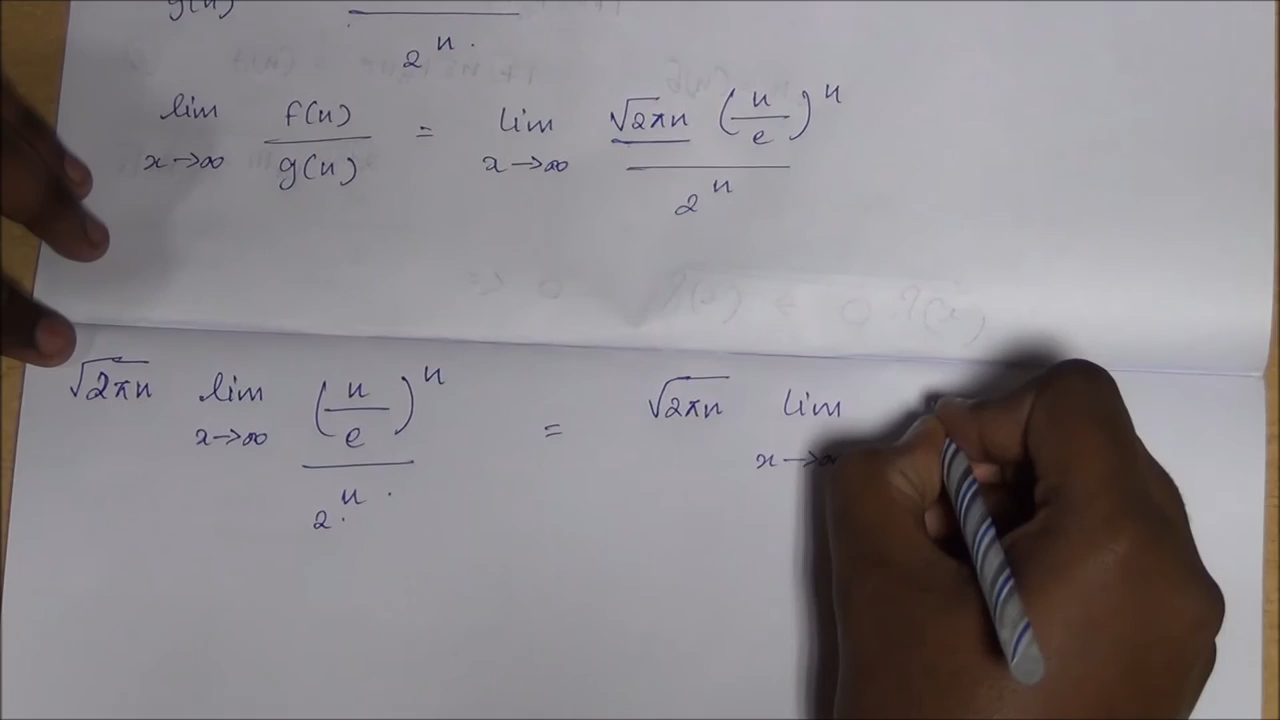 g(n)
2^n.
lim x→∞ f(n)/g(n) = lim x→∞ √2πn (n/e)^n / 2^n
√2πn lim x→∞ (n/e)^n / 2^n = √2πn lim x→∞